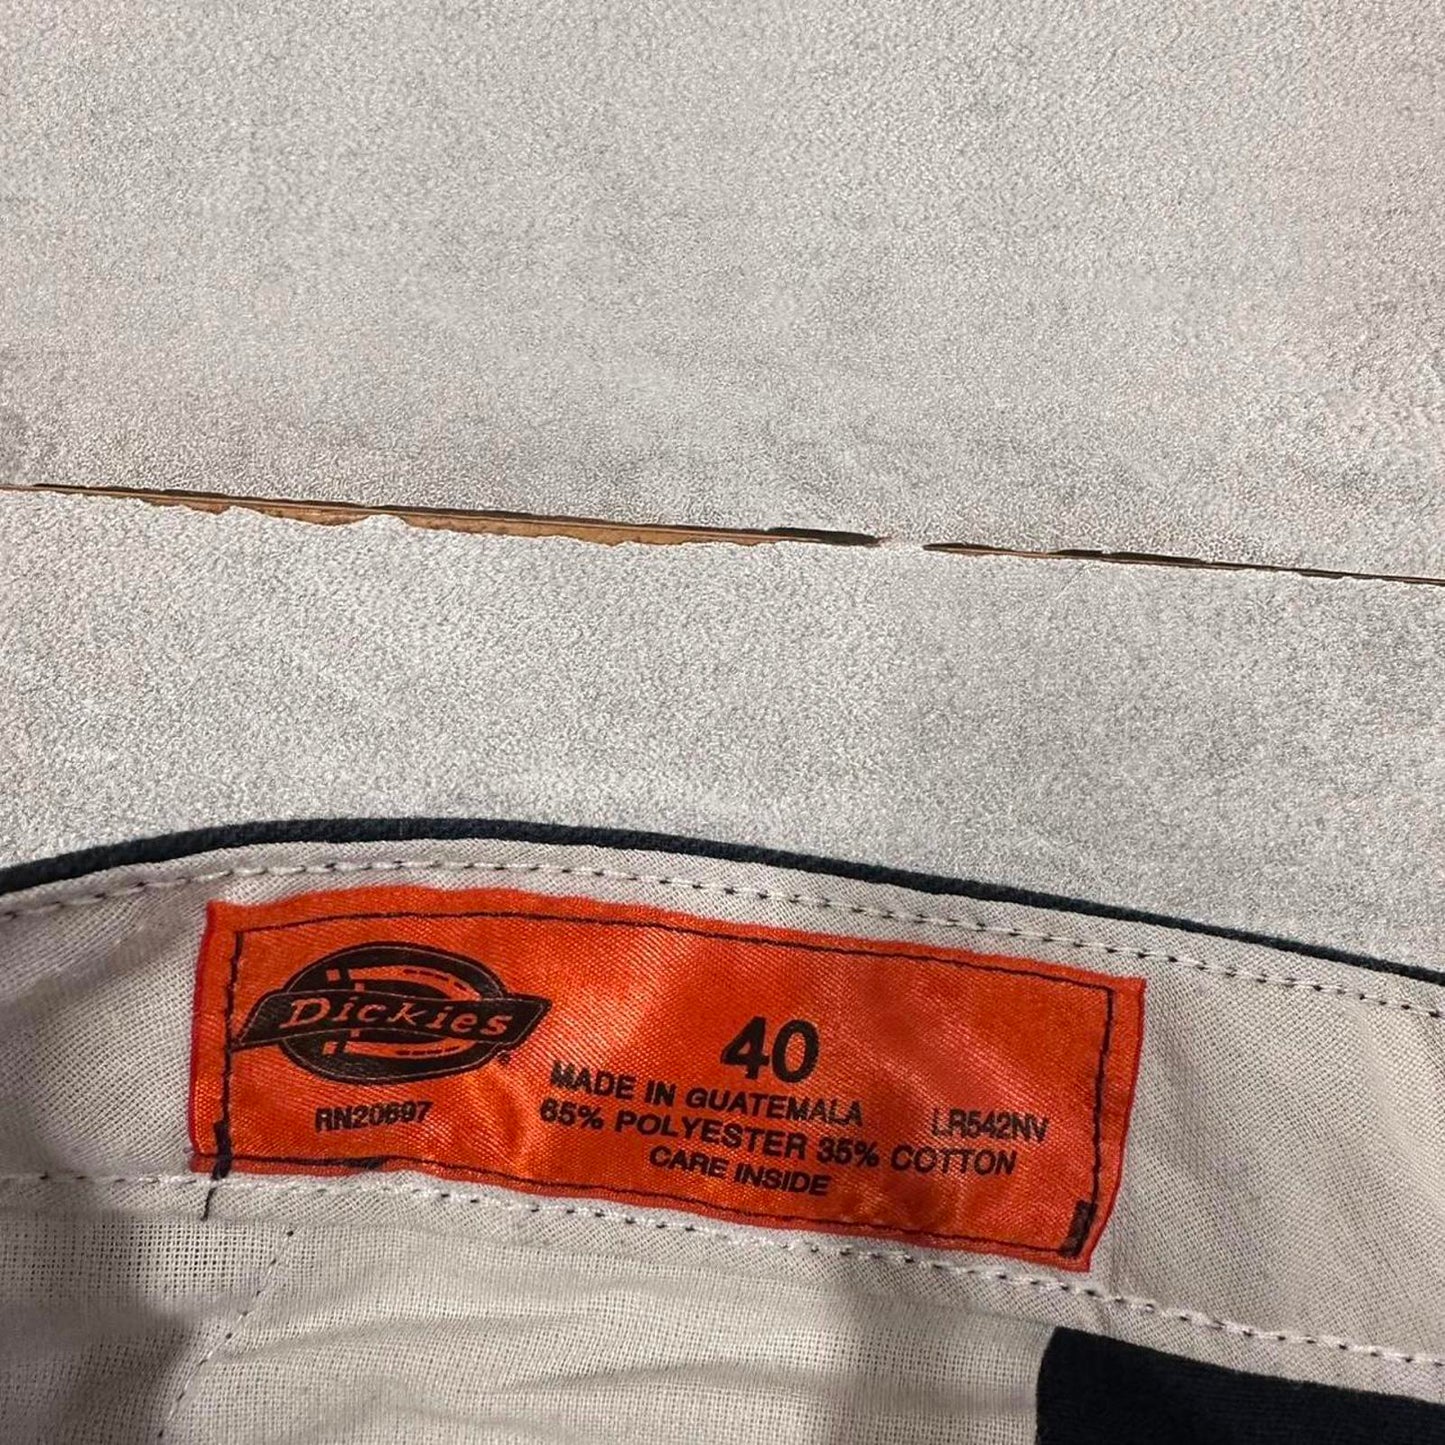 Dickies®
RN20697
40
MADE IN GUATEMALA LR542NV
65% POLYESTER 35% COTTON
CARE INSIDE